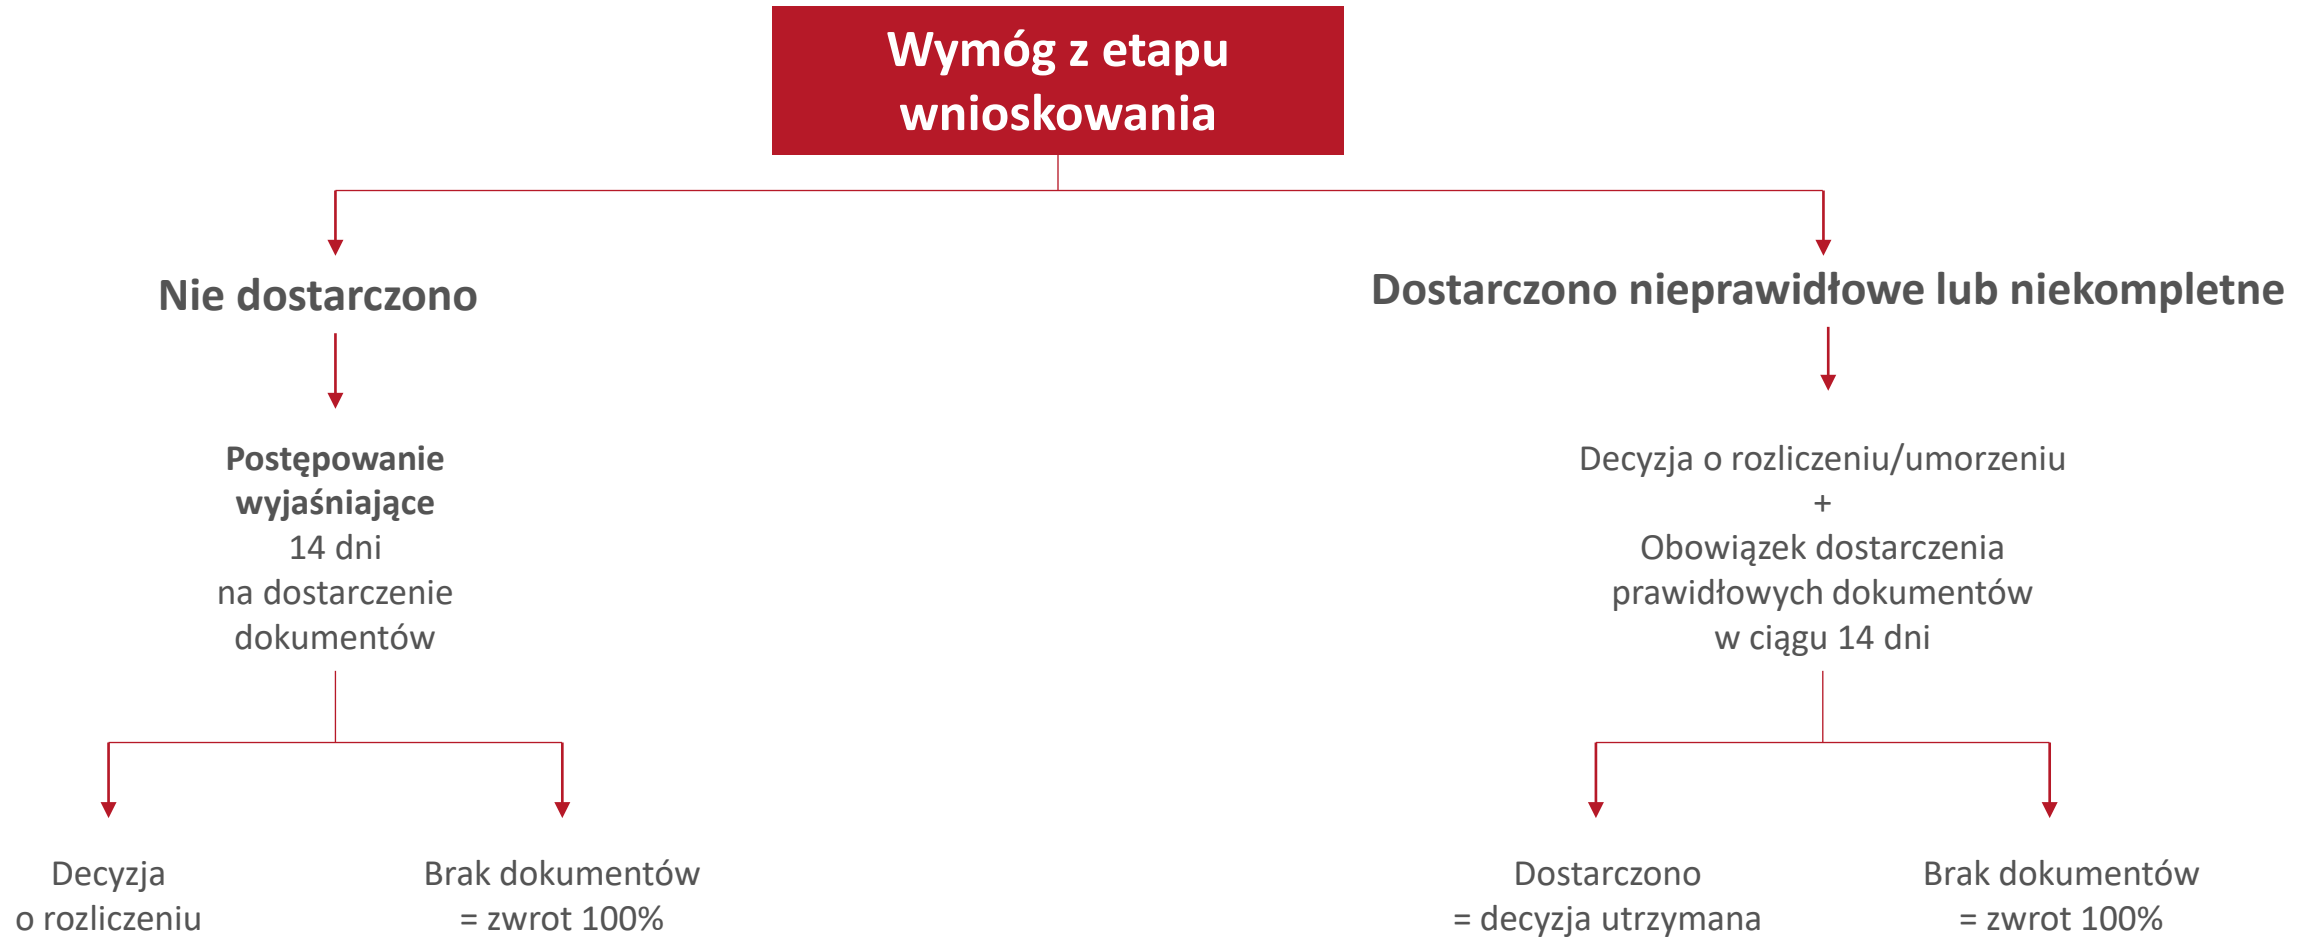 Wymóg z etapu
wnioskowania
Nie dostarczono
Dostarczono nieprawidłowe lub niekompletne
Postępowanie
wyjaśniające
14 dni
na dostarczenie
dokumentów
Decyzja o rozliczeniu/umorzeniu
+
Obowiązek dostarczenia
prawidłowych dokumentów
w ciągu 14 dni
Decyzja
o rozliczeniu
Brak dokumentów
= zwrot 100%
Dostarczono
= decyzja utrzymana
Brak dokumentów
= zwrot 100%